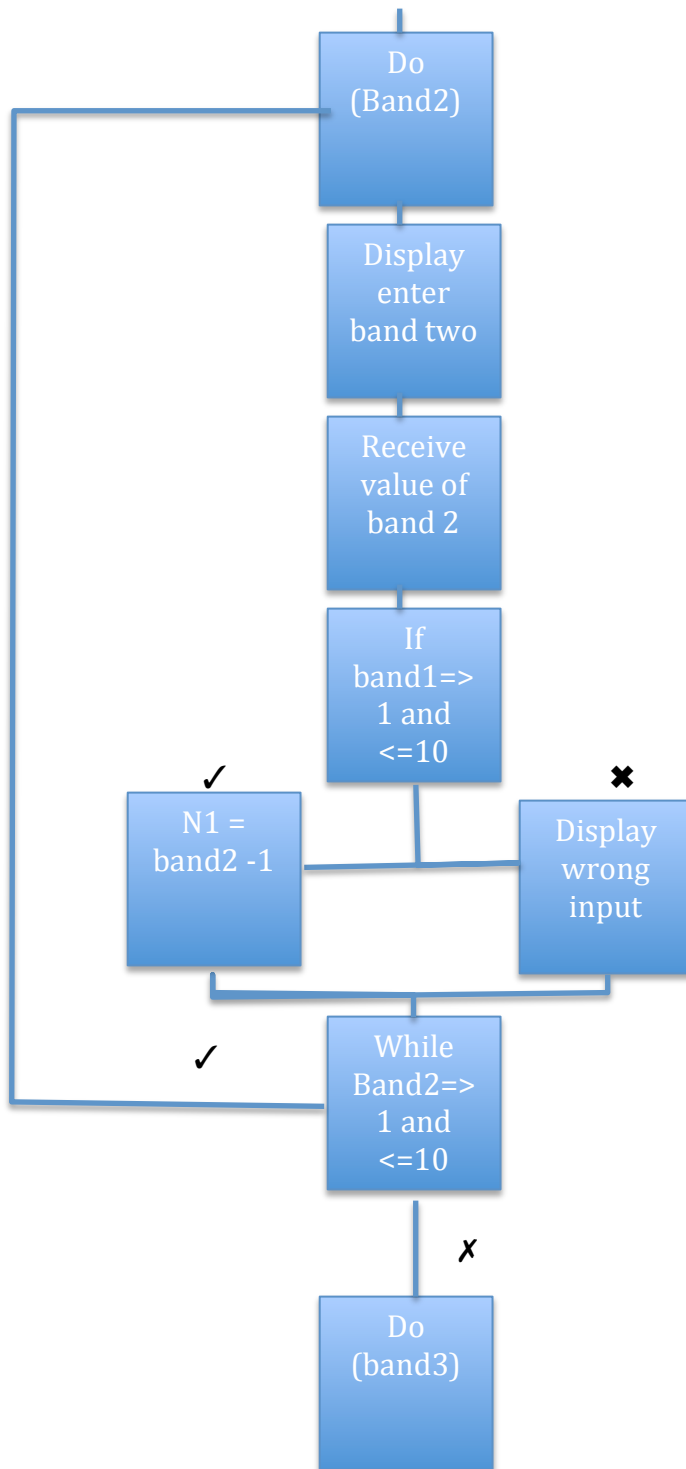 Do
(Band2)
Display
enter
band two
Receive
value of
band 2
If
band1=>
1 and
<=10
✓
✖
N1 =
band2 -1
Display
wrong
input
✓
While
Band2=>
1 and
<=10
✗
Do
(band3)